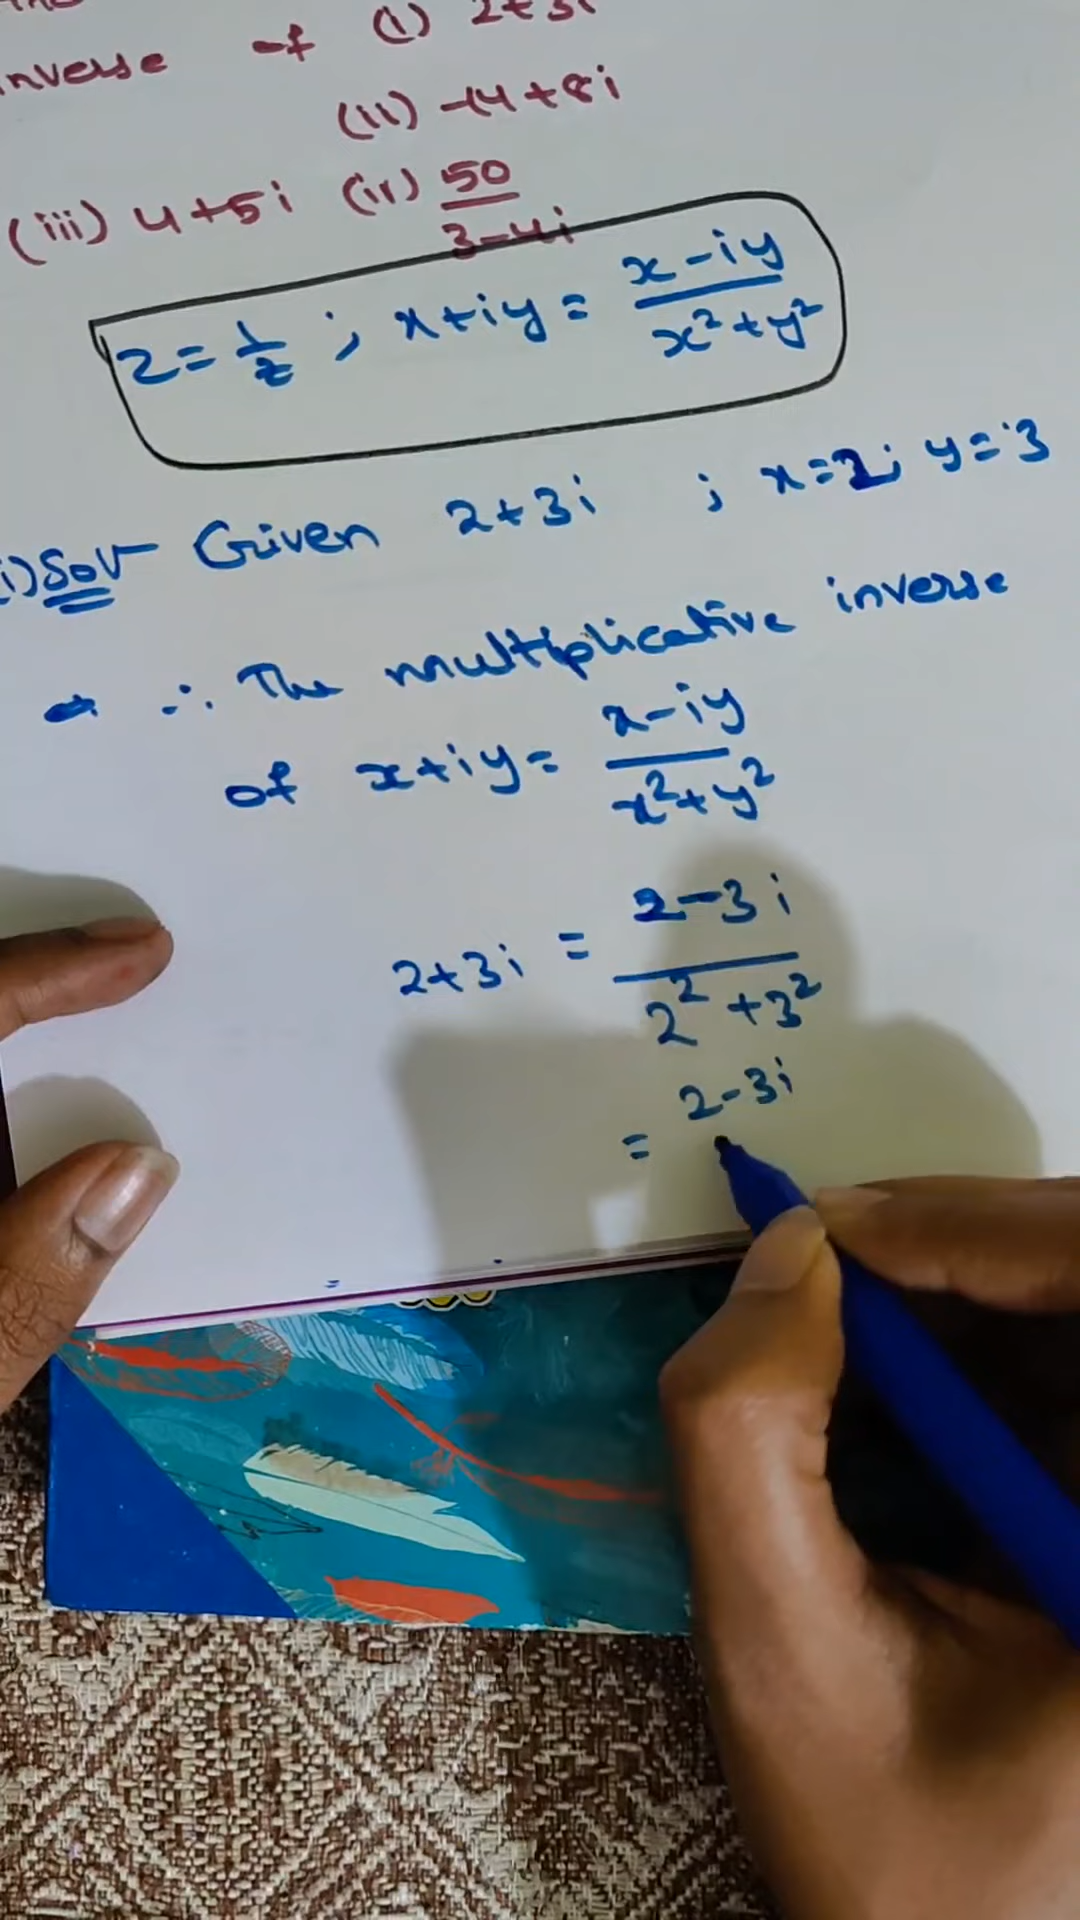 inverse of (i) 2+3i
(ii) -14+8i
(iii) 4+5i (iv) 50/(3-4i)
z = 1/z ; x+iy = (x-iy)/(x²+y²)
(i) Sol Given 2+3i ; x=2; y=3
∴ The multiplicative inverse
of x+iy = (x-iy)/(x²+y²)
2+3i = (2-3i)/(2²+3²)
= 2-3i